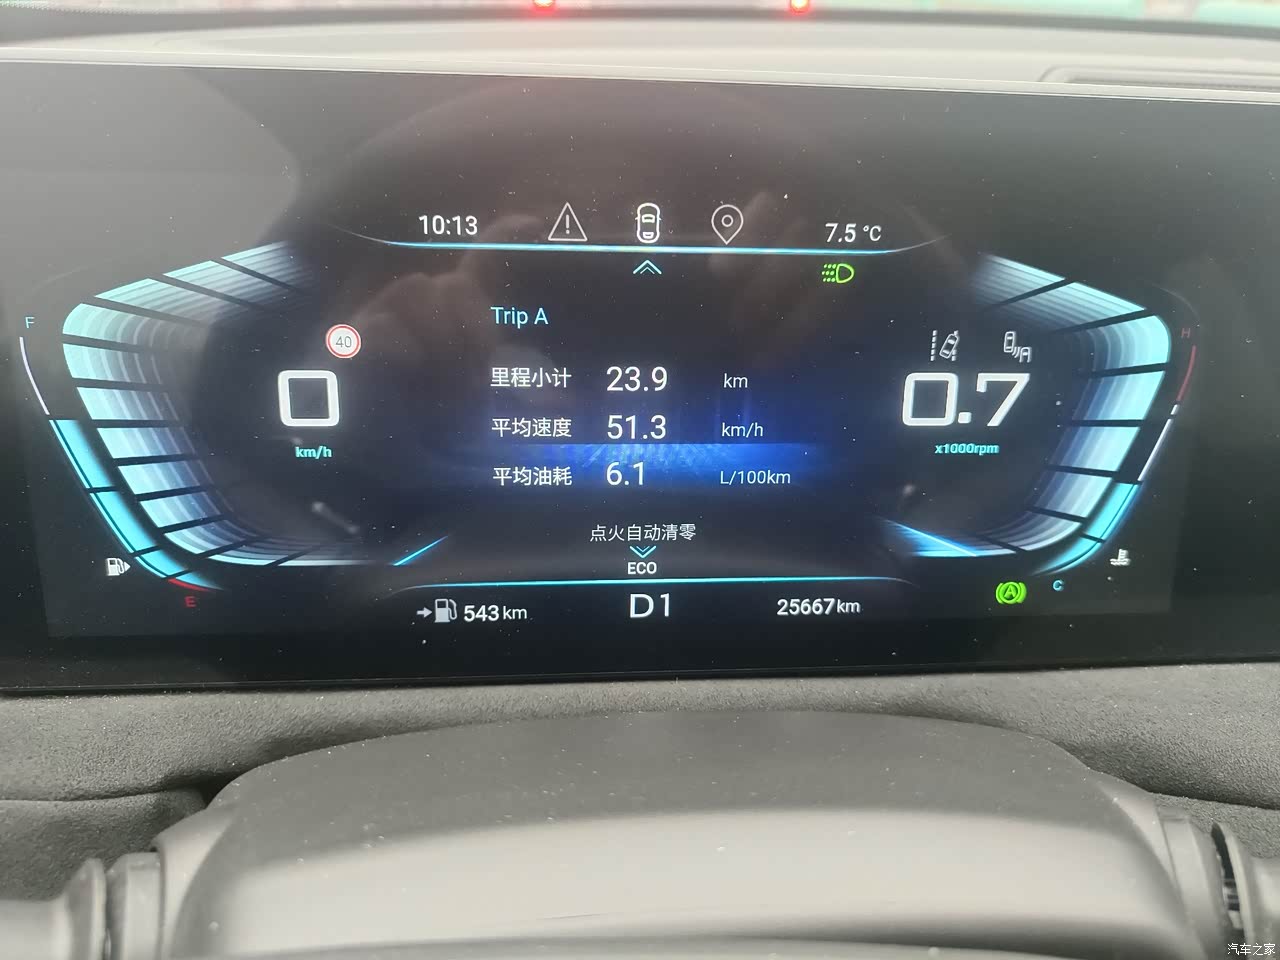 10:13
7.5 °C
Trip A
F
40
H
里程小计 23.9 km
0
0.7
平均速度 51.3 km/h
km/h
x1000rpm
平均油耗 6.1 L/100km
点火自动清零
ECO
E
A
C
543 km
D1
25667km
汽车之家